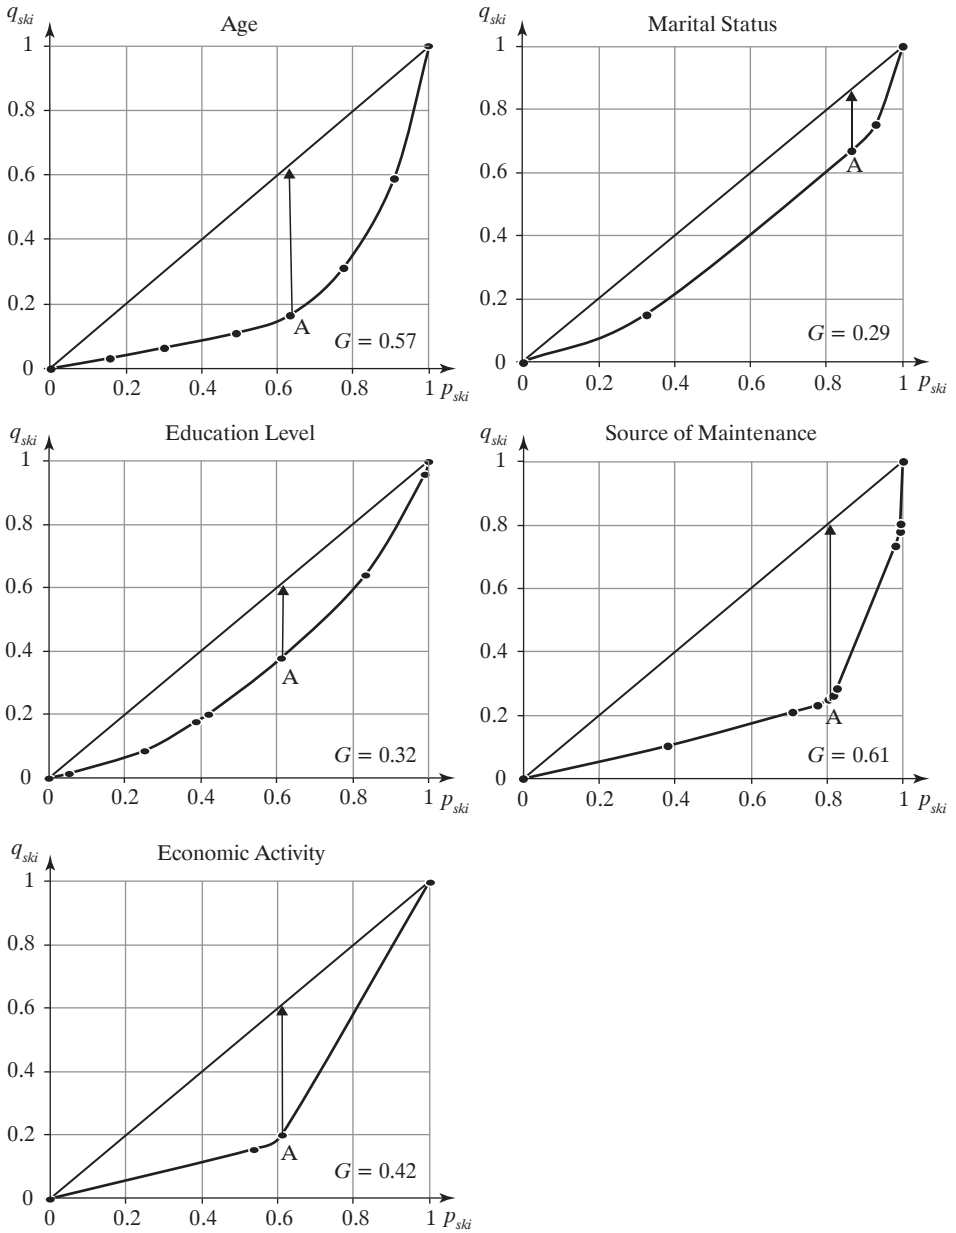 q_ski
Age
1
0.8
0.6
0.4
0.2
A
G = 0.57
0
0 0.2 0.4 0.6 0.8 1 p_ski
q_ski
Marital Status
1
0.8
A
0.6
0.4
0.2
G = 0.29
0
0 0.2 0.4 0.6 0.8 1 p_ski
q_ski
Education Level
1
0.8
0.6
0.4
A
0.2
G = 0.32
0
0 0.2 0.4 0.6 0.8 1 p_ski
q_ski
Source of Maintenance
1
0.8
0.6
0.4
0.2
A
G = 0.61
0
0 0.2 0.4 0.6 0.8 1 p_ski
q_ski
Economic Activity
1
0.8
0.6
0.4
0.2
A
G = 0.42
0
0 0.2 0.4 0.6 0.8 1 p_ski